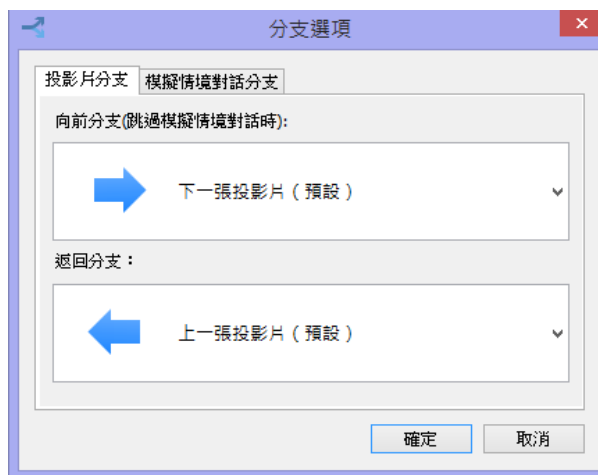 分支選項
投影片分支 模擬情境對話分支
向前分支(跳過模擬情境對話時):
下一張投影片 ( 預設 )
返回分支：
上一張投影片 ( 預設 )
確定 取消